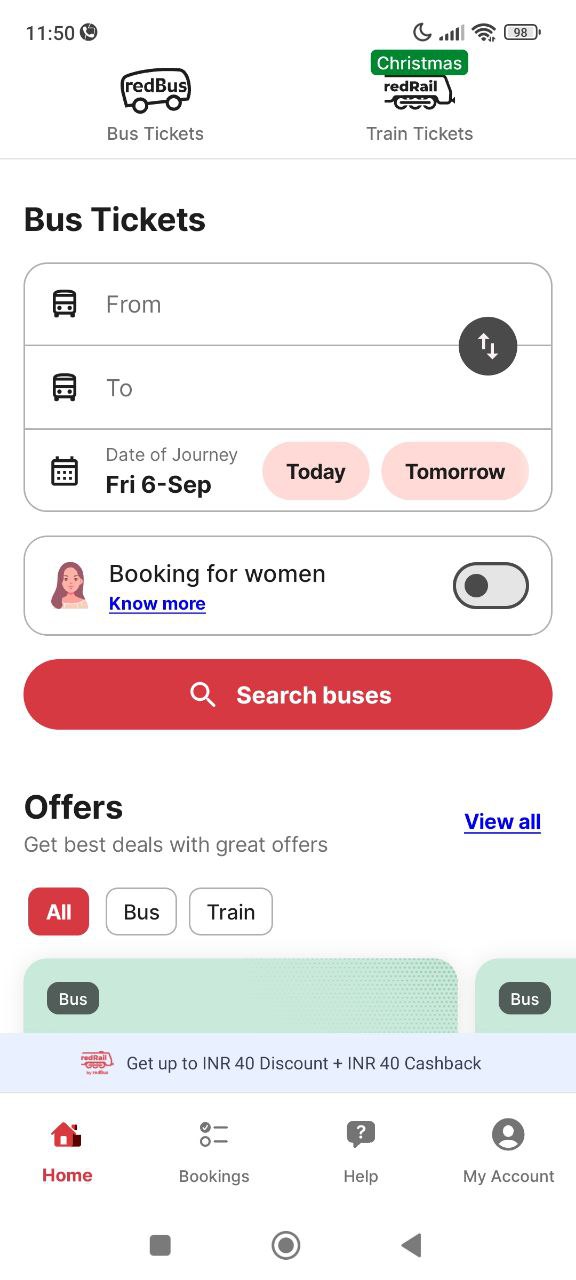 11:50
98
Christmas
redBus
redRail
Bus Tickets
Train Tickets
Bus Tickets
From
To
Date of Journey
Fri 6-Sep
Today
Tomorrow
Booking for women
Know more
Search buses
Offers
View all
Get best deals with great offers
All
Bus
Train
Bus
Bus
redRail
by redBus
Get up to INR 40 Discount + INR 40 Cashback
?
Home
Bookings
Help
My Account